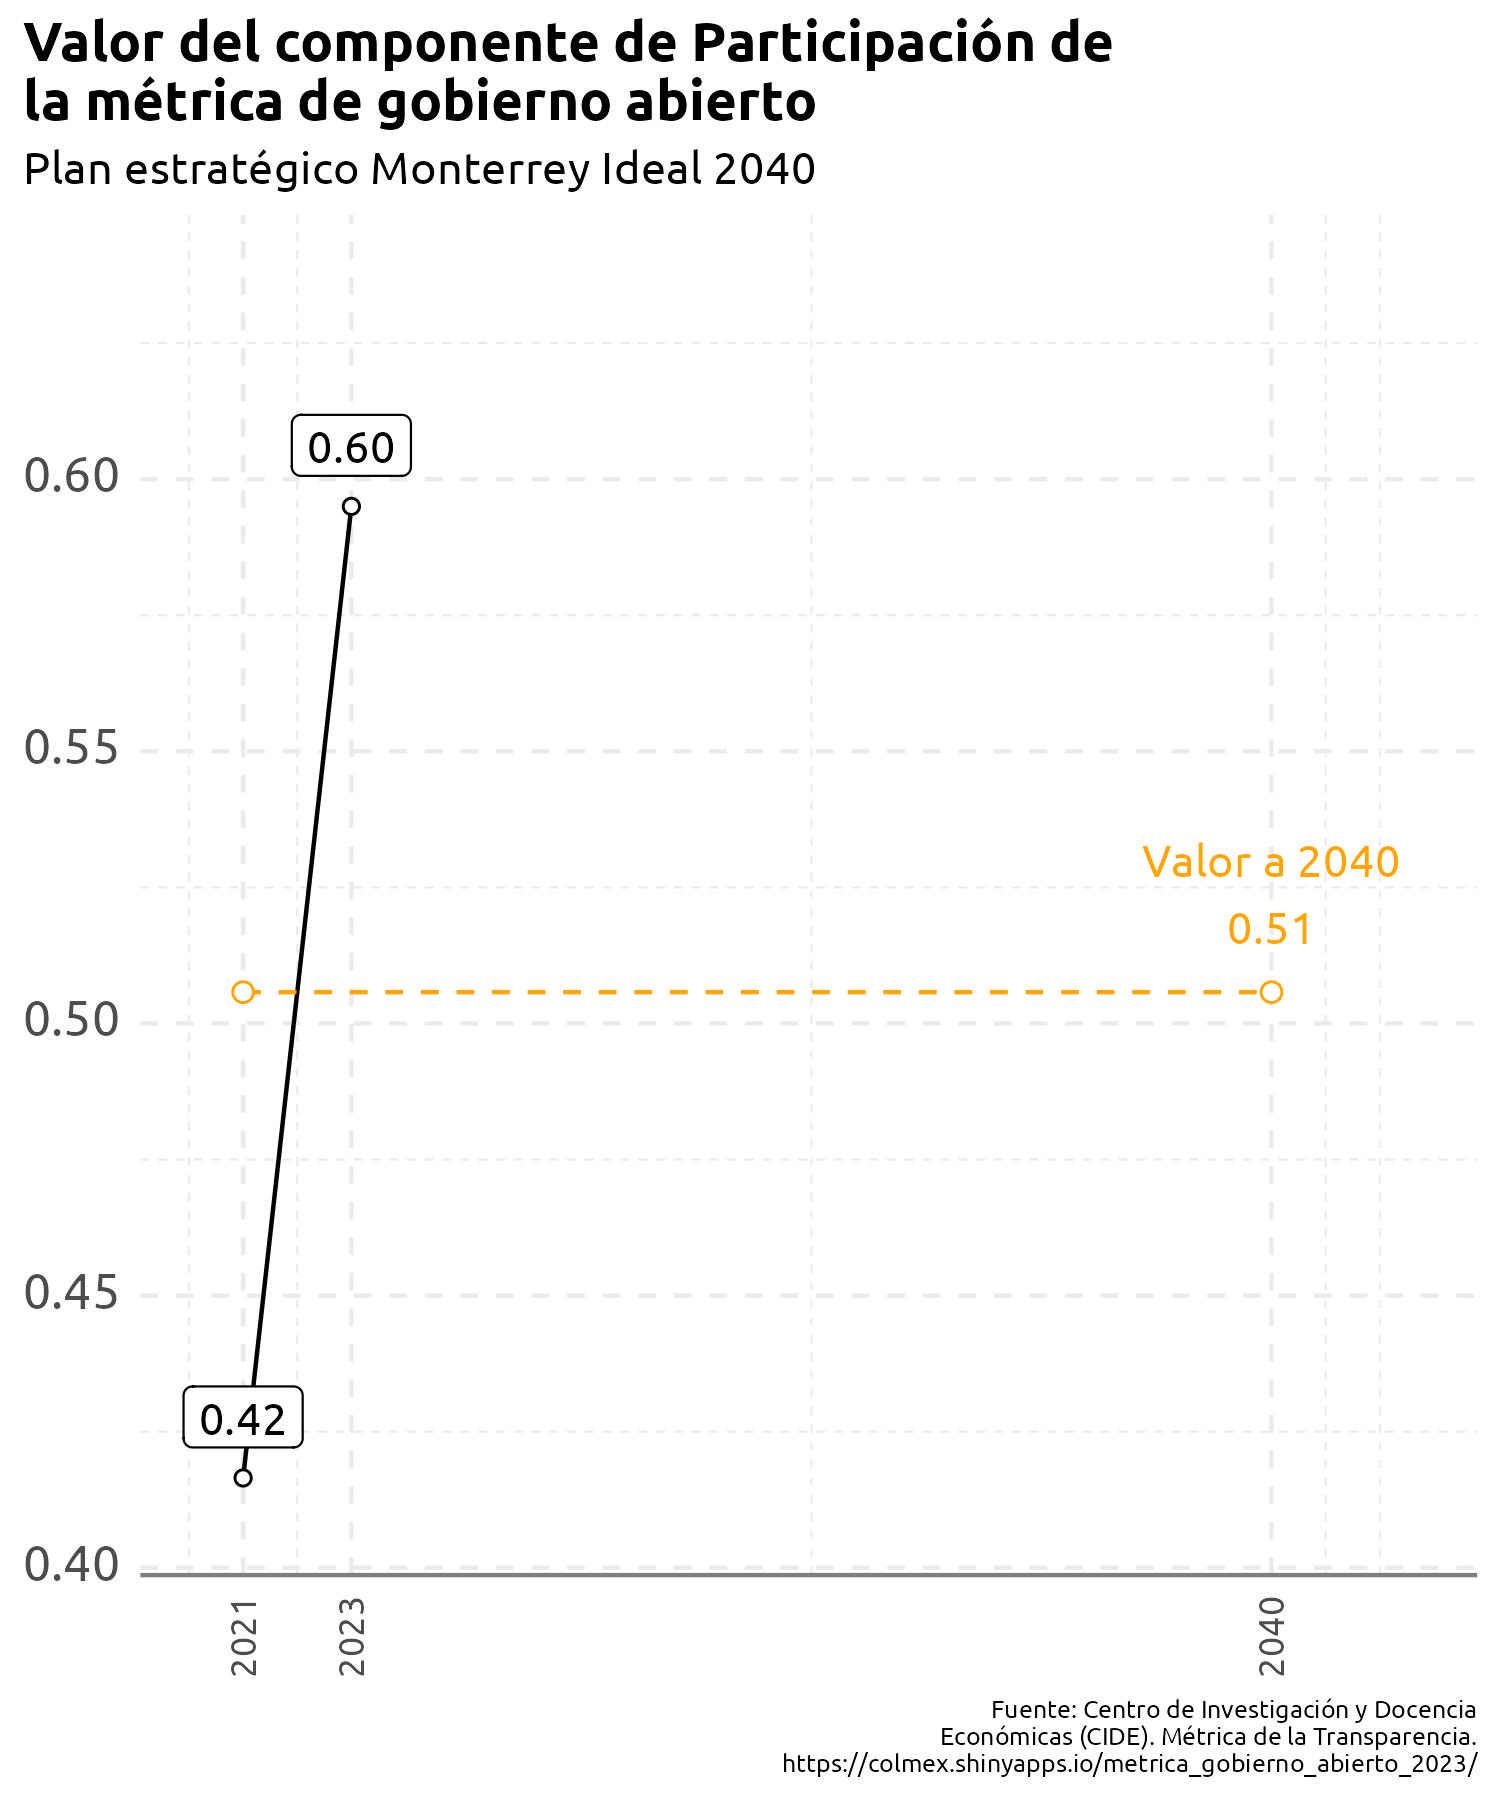 Valor del componente de Participación de
la métrica de gobierno abierto
Plan estratégico Monterrey Ideal 2040
0.60
0.60
0.55
Valor a 2040
0.51
0.50
0.45
0.42
0.40
2021
2023
2040
Fuente: Centro de Investigación y Docencia
Económicas (CIDE). Métrica de la Transparencia.
https://colmex.shinyapps.io/metrica_gobierno_abierto_2023/